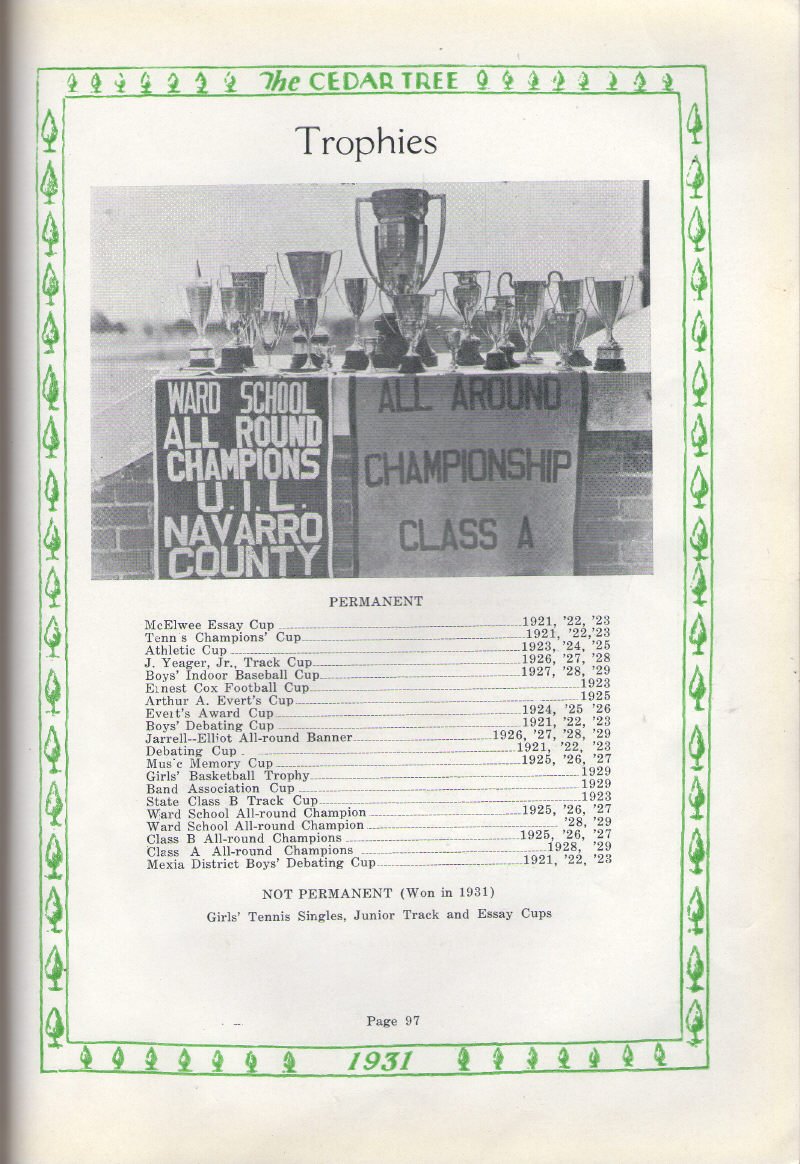 The CEDAR TREE
Trophies
WARD SCHOOL
ALL ROUND
CHAMPIONS
U.I.L.
NAVARRO
COUNTY
ALL AROUND
CHAMPIONSHIP
CLASS A
PERMANENT
McElwee Essay Cup 1921, '22, '23
Tenn s Champions' Cup 1921, '22,'23
Athletic Cup 1923, '24, '25
J. Yeager, Jr., Track Cup 1926, '27, '28
Boys' Indoor Baseball Cup 1927, '28, '29
Einest Cox Football Cup 1923
Arthur A. Evert's Cup 1925
Evert's Award Cup 1924, '25 '26
Boys' Debating Cup 1921, '22, '23
Jarrell--Elliot All-round Banner 1926, '27, '28, '29
Debating Cup 1921, '22, '23
Music Memory Cup 1925, '26, '27
Girls' Basketball Trophy 1929
Band Association Cup 1929
State Class B Track Cup 1923
Ward School All-round Champion 1925, '26, '27
Ward School All-round Champion '28, '29
Class B All-round Champions 1925, '26, '27
Class A All-round Champions 1928, '29
Mexia District Boys' Debating Cup 1921, '22, '23
NOT PERMANENT (Won in 1931)
Girls' Tennis Singles, Junior Track and Essay Cups
Page 97
1931